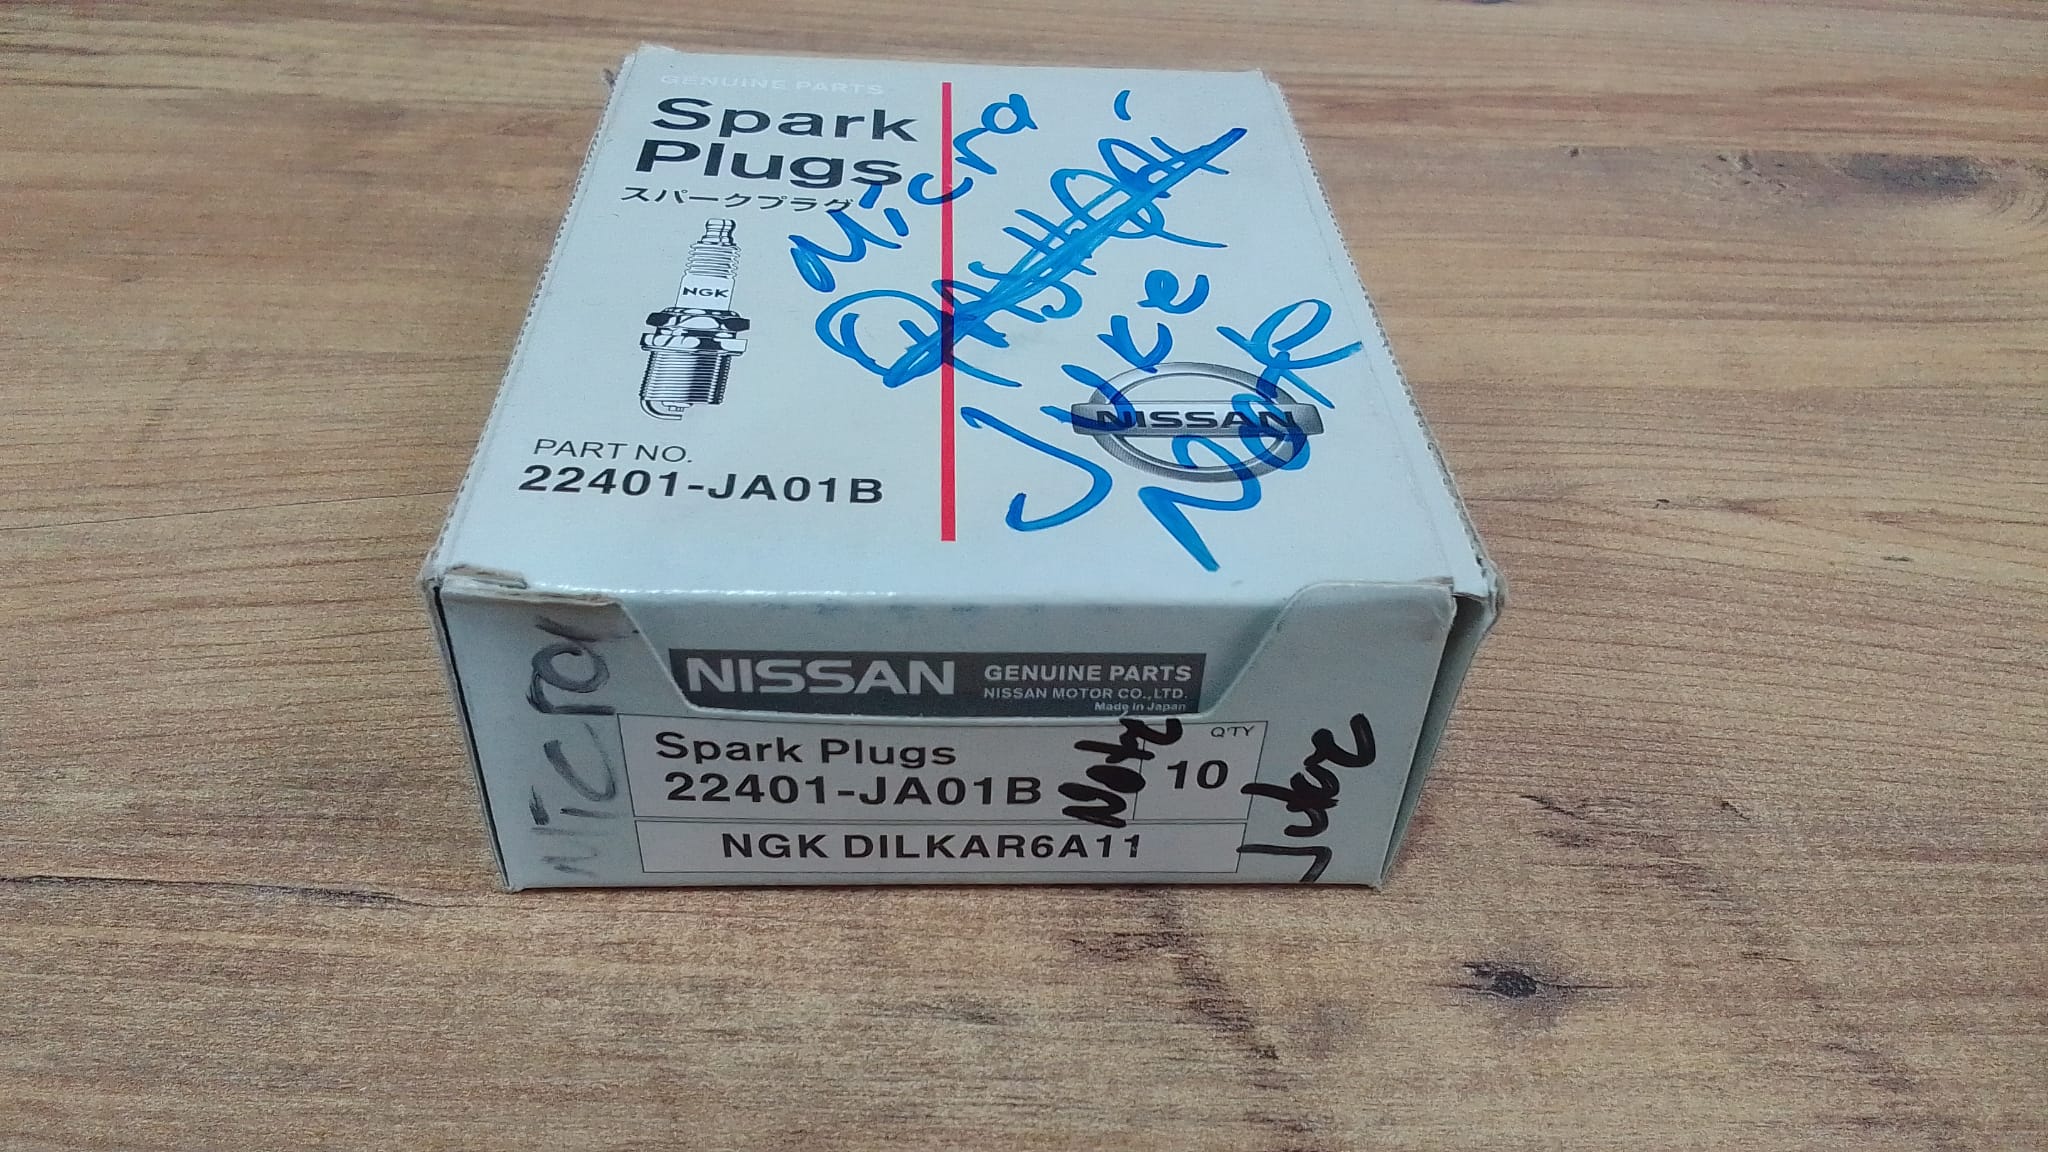 GENUINE PARTS
Spark
Plugs
スパークプラグ
NGK
PART NO.
22401-JA01B
Micra
QASHQAi
Juke
Note
NISSAN
Micra
NISSAN GENUINE PARTS
NISSAN MOTOR CO., LTD.
Made in Japan
Spark Plugs
22401-JA01B
Note
QTY
10
NGK DILKAR6A11
Juke